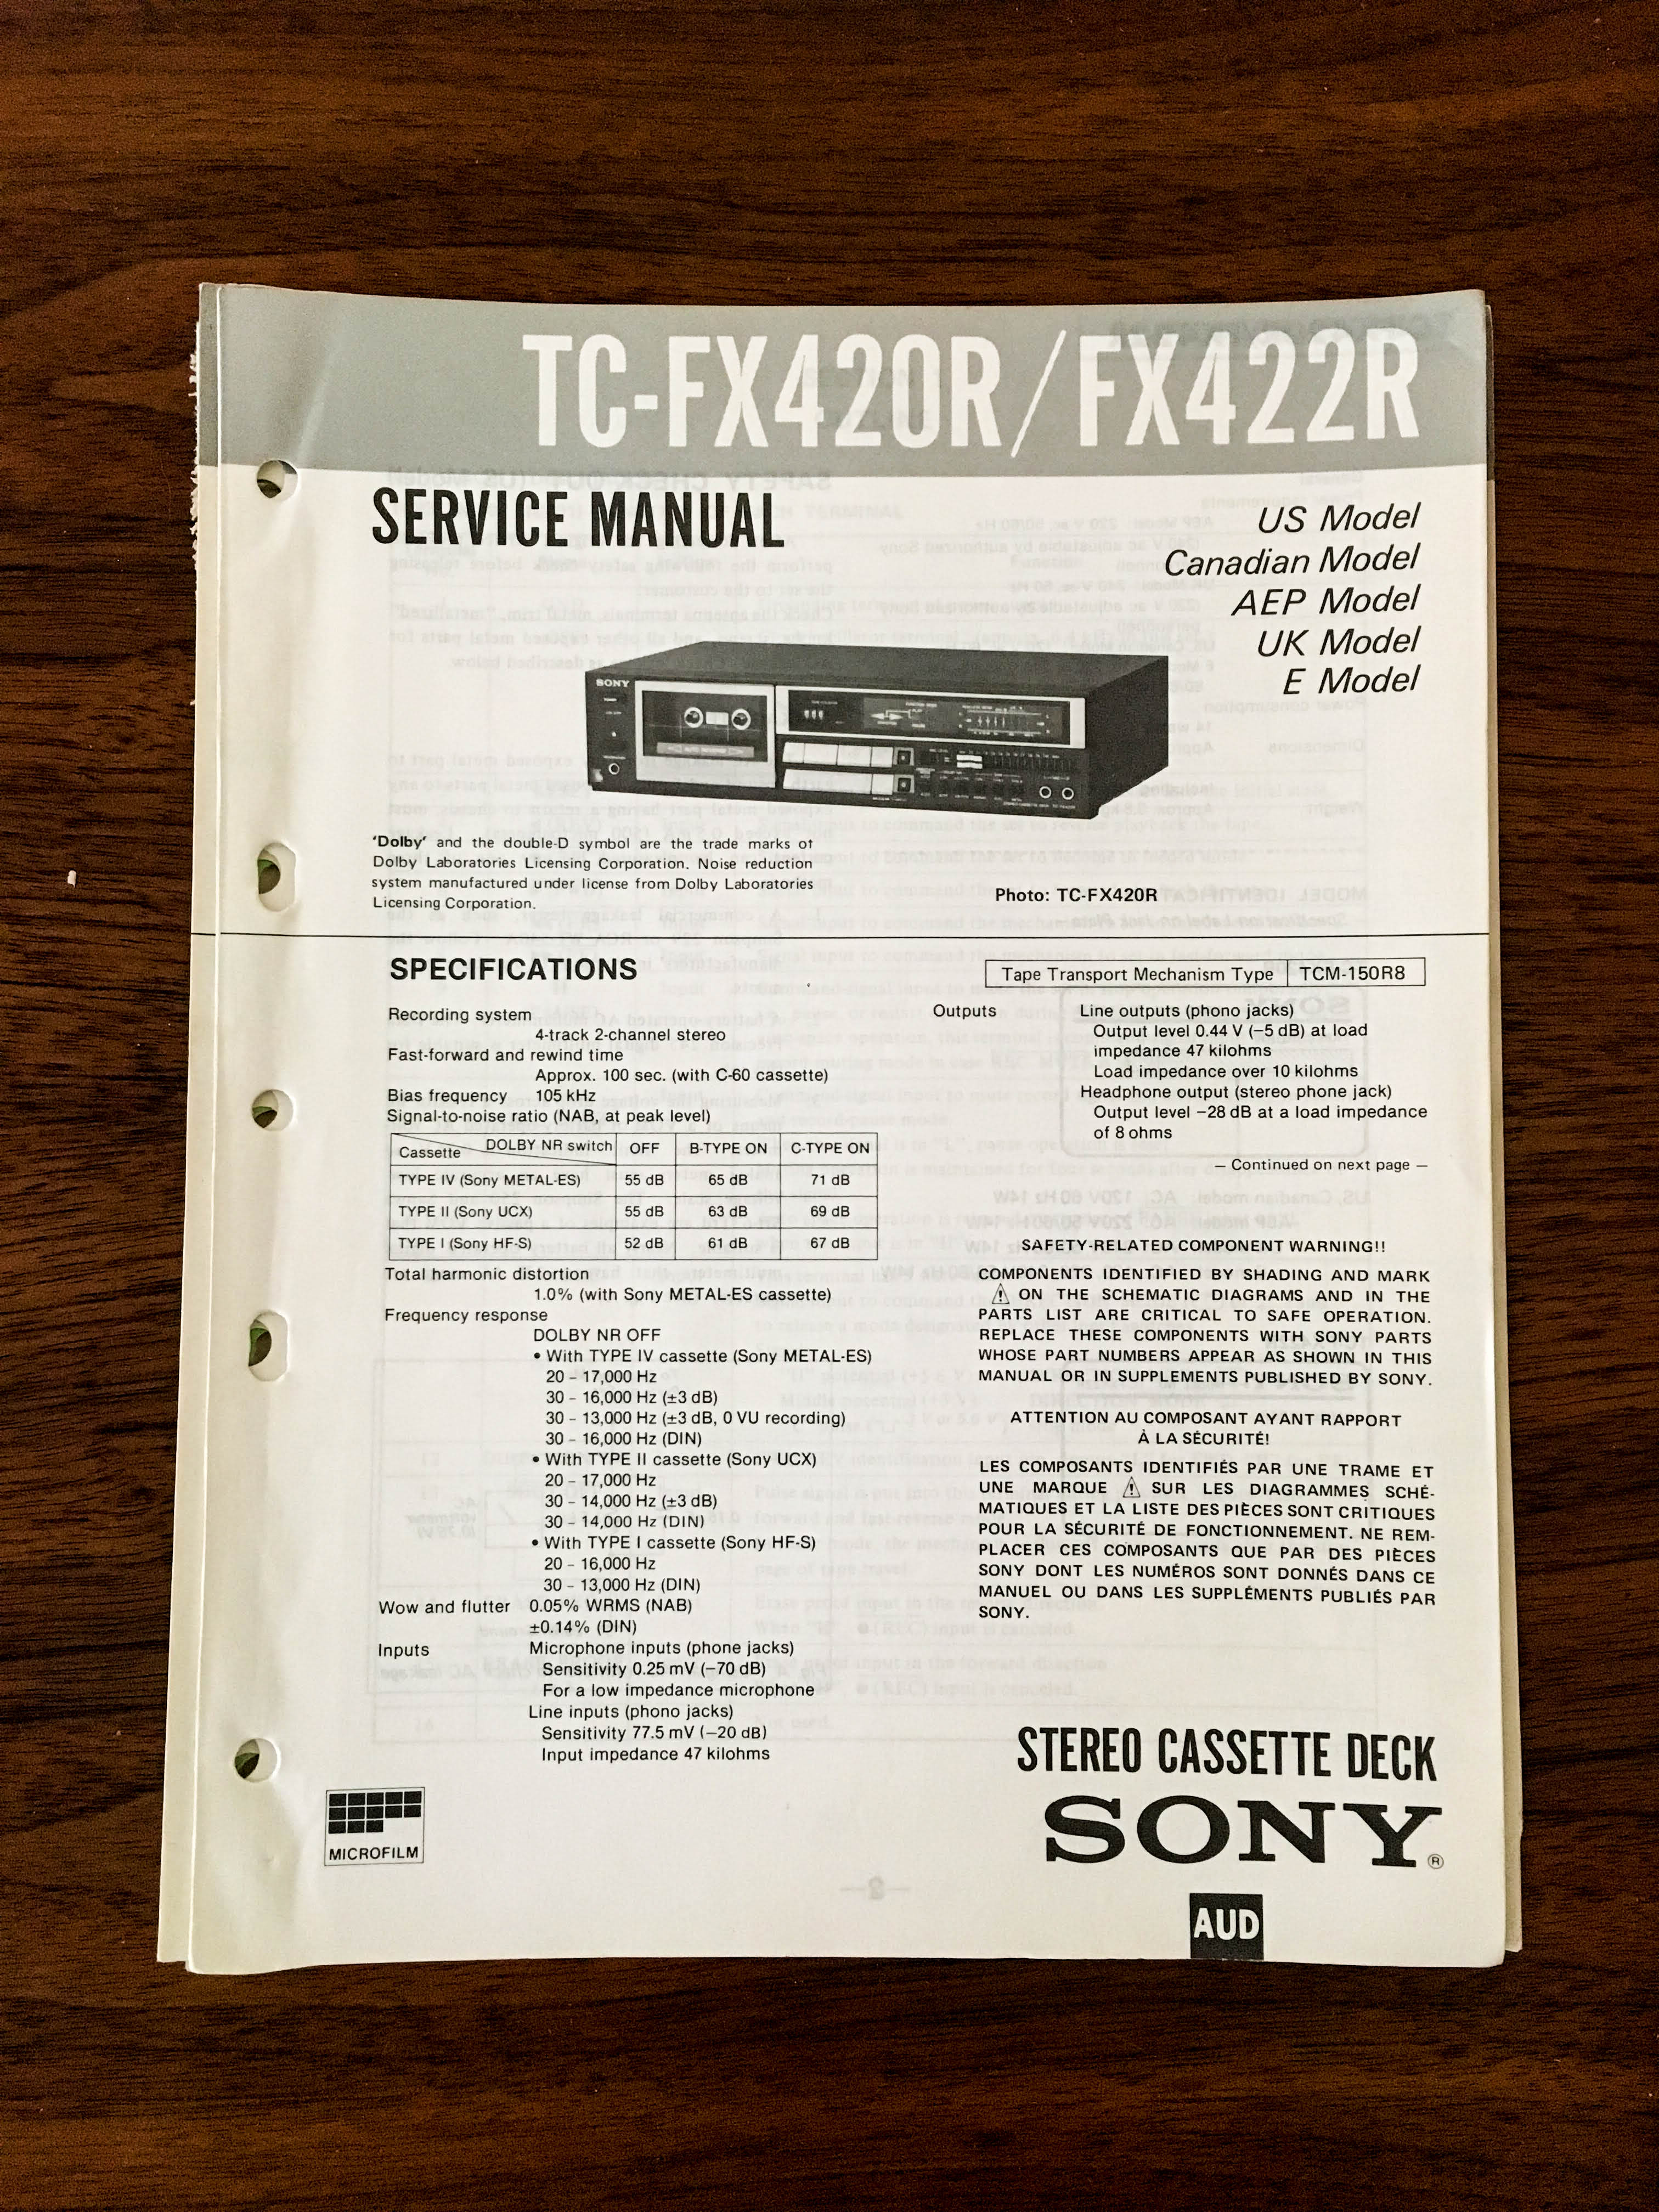 TC-FX420R/FX422R
SERVICE MANUAL
US Model
Canadian Model
AEP Model
UK Model
E Model
SONY
'Dolby' and the double-D symbol are the trade marks of
Dolby Laboratories Licensing Corporation. Noise reduction
system manufactured under license from Dolby Laboratories
Licensing Corporation.
Photo: TC-FX420R
SPECIFICATIONS
Recording system
4-track 2-channel stereo
Fast-forward and rewind time
Approx. 100 sec. (with C-60 cassette)
Bias frequency 105 kHz
Signal-to-noise ratio (NAB, at peak level)
Cassette DOLBY NR switch OFF B-TYPE ON C-TYPE ON
TYPE IV (Sony METAL-ES) 55 dB 65 dB 71 dB
TYPE II (Sony UCX) 55 dB 63 dB 69 dB
TYPE I (Sony HF-S) 52 dB 61 dB 67 dB
Total harmonic distortion
1.0% (with Sony METAL-ES cassette)
Frequency response
DOLBY NR OFF
• With TYPE IV cassette (Sony METAL-ES)
20 – 17,000 Hz
30 – 16,000 Hz (±3 dB)
30 – 13,000 Hz (±3 dB, 0 VU recording)
30 – 16,000 Hz (DIN)
• With TYPE II cassette (Sony UCX)
20 – 17,000 Hz
30 – 14,000 Hz (±3 dB)
30 – 14,000 Hz (DIN)
• With TYPE I cassette (Sony HF-S)
20 – 16,000 Hz
30 – 13,000 Hz (DIN)
Wow and flutter 0.05% WRMS (NAB)
±0.14% (DIN)
Inputs Microphone inputs (phone jacks)
Sensitivity 0.25 mV (−70 dB)
For a low impedance microphone
Line inputs (phono jacks)
Sensitivity 77.5 mV (−20 dB)
Input impedance 47 kilohms
MICROFILM
Tape Transport Mechanism Type TCM-150R8
Outputs Line outputs (phono jacks)
Output level 0.44 V (−5 dB) at load
impedance 47 kilohms
Load impedance over 10 kilohms
Headphone output (stereo phone jack)
Output level −28 dB at a load impedance
of 8 ohms
— Continued on next page —
SAFETY-RELATED COMPONENT WARNING!!
COMPONENTS IDENTIFIED BY SHADING AND MARK
⚠ ON THE SCHEMATIC DIAGRAMS AND IN THE
PARTS LIST ARE CRITICAL TO SAFE OPERATION.
REPLACE THESE COMPONENTS WITH SONY PARTS
WHOSE PART NUMBERS APPEAR AS SHOWN IN THIS
MANUAL OR IN SUPPLEMENTS PUBLISHED BY SONY.
ATTENTION AU COMPOSANT AYANT RAPPORT
À LA SÉCURITÉ!
LES COMPOSANTS IDENTIFIÉS PAR UNE TRAME ET
UNE MARQUE ⚠ SUR LES DIAGRAMMES SCHÉ-
MATIQUES ET LA LISTE DES PIÈCES SONT CRITIQUES
POUR LA SÉCURITÉ DE FONCTIONNEMENT. NE REM-
PLACER CES COMPOSANTS QUE PAR DES PIÈCES
SONY DONT LES NUMÉROS SONT DONNÉS DANS CE
MANUEL OU DANS LES SUPPLÉMENTS PUBLIÉS PAR
SONY.
STEREO CASSETTE DECK
SONY®
AUD